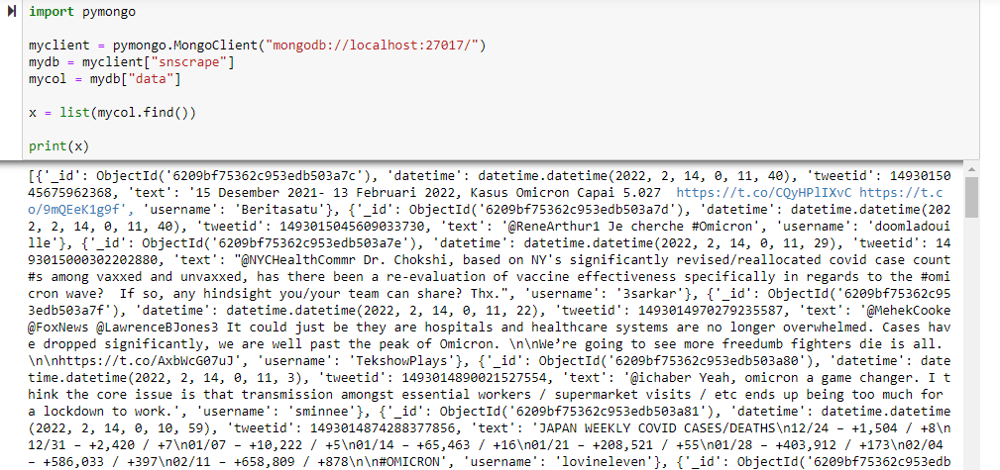 import pymongo
myclient = pymongo.MongoClient("mongodb://localhost:27017/")
mydb = myclient["snscrape"]
mycol = mydb["data"]
x = list(mycol.find())
print(x)
[{'_id': ObjectId('6209bf75362c953edb503a7c'), 'datetime': datetime.datetime(2022, 2, 14, 0, 11, 40), 'tweetid': 14930150
45675962368, 'text': '15 Desember 2021- 13 Februari 2022, Kasus Omicron Capai 5.027  https://t.co/CQyHPlIXvC https://t.c
o/9mQEeK1g9f', 'username': 'Beritasatu'}, {'_id': ObjectId('6209bf75362c953edb503a7d'), 'datetime': datetime.datetime(202
2, 2, 14, 0, 11, 40), 'tweetid': 1493015045609033730, 'text': '@ReneArthur1 Je cherche #Omicron', 'username': 'doomladoui
lle'}, {'_id': ObjectId('6209bf75362c953edb503a7e'), 'datetime': datetime.datetime(2022, 2, 14, 0, 11, 29), 'tweetid': 14
93015000302202880, 'text': "@NYCHealthCommr Dr. Chokshi, based on NY's significantly revised/reallocated covid case count
#s among vaxxed and unvaxxed, has there been a re-evaluation of vaccine effectiveness specifically in regards to the #omi
cron wave?  If so, any hindsight you/your team can share? Thx.", 'username': '3sarkar'}, {'_id': ObjectId('6209bf75362c95
3edb503a7f'), 'datetime': datetime.datetime(2022, 2, 14, 0, 11, 22), 'tweetid': 1493014970279235587, 'text': '@MehekCooke
@FoxNews @LawrenceBJones3 It could just be they are hospitals and healthcare systems are no longer overwhelmed. Cases hav
e dropped significantly, we are well past the peak of Omicron. \n\nWe’re going to see more freedumb fighters die is all.
\n\nhttps://t.co/AxbWcG07uJ', 'username': 'TekshowPlays'}, {'_id': ObjectId('6209bf75362c953edb503a80'), 'datetime': date
time.datetime(2022, 2, 14, 0, 11, 3), 'tweetid': 1493014890021527554, 'text': '@ichaber Yeah, omicron a game changer. I t
hink the core issue is that transmission amongst essential workers / supermarket visits / etc ends up being too much for
a lockdown to work.', 'username': 'sminnee'}, {'_id': ObjectId('6209bf75362c953edb503a81'), 'datetime': datetime.datetime
(2022, 2, 14, 0, 10, 59), 'tweetid': 1493014874288377856, 'text': 'JAPAN WEEKLY COVID CASES/DEATHS\n12/24 - +1,504 / +8\n
12/31 - +2,420 / +7\n01/07 - +10,222 / +5\n01/14 - +65,463 / +16\n01/21 - +208,521 / +55\n01/28 - +403,912 / +173\n02/04
- +586,033 / +397\n02/11 - +658,809 / +878\n\n#OMICRON', 'username': 'lovineleven'}, {'_id': ObjectId('6209bf75362c953edb